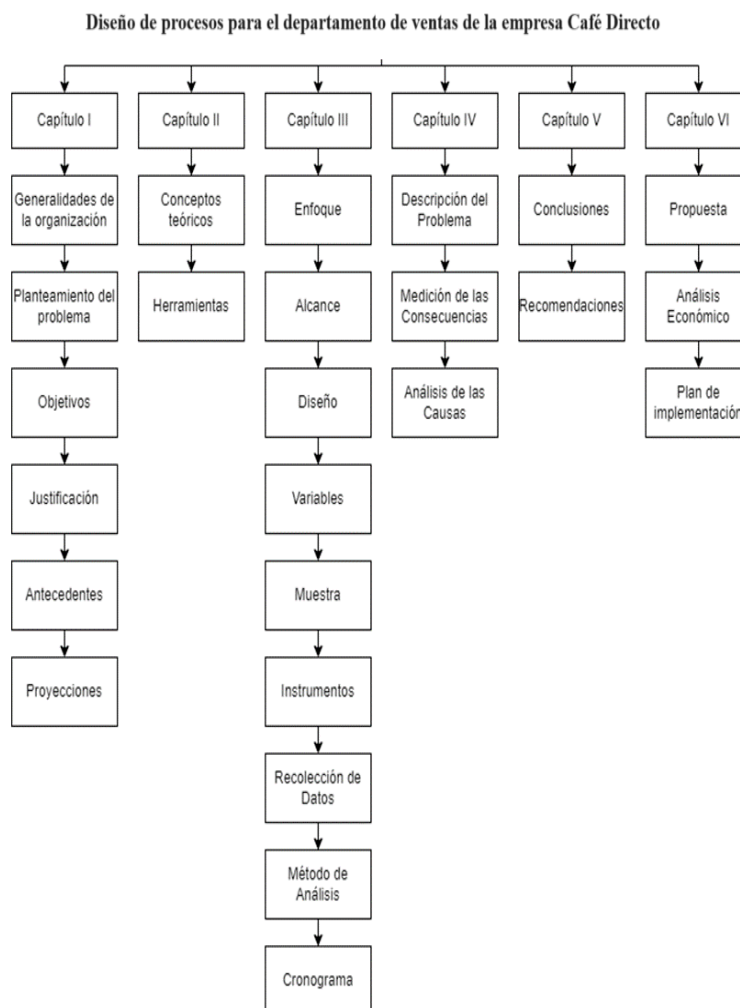 Diseño de procesos para el departamento de ventas de la empresa Café Directo
Capítulo I
Generalidades de
la organización
Planteamiento del
problema
Objetivos
Justificación
Antecedentes
Proyecciones
Capítulo II
Conceptos
teóricos
Herramientas
Capítulo III
Enfoque
Alcance
Diseño
Variables
Muestra
Instrumentos
Recolección de
Datos
Método de
Análisis
Cronograma
Capítulo IV
Descripción del
Problema
Medición de las
Consecuencias
Análisis de las
Causas
Capítulo V
Conclusiones
Recomendaciones
Capítulo VI
Propuesta
Análisis
Económico
Plan de
implementación